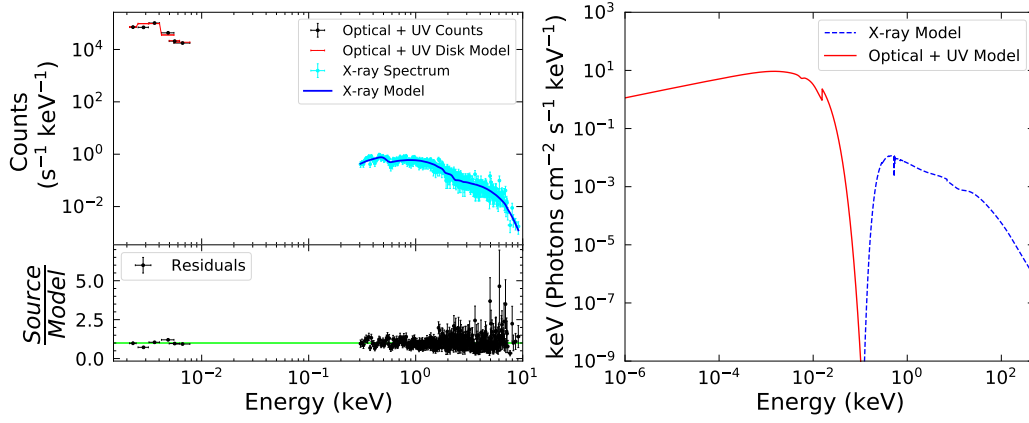 Counts
(s⁻¹ keV⁻¹)
10⁴
10²
10⁰
10⁻²
Optical + UV Counts
Optical + UV Disk Model
X-ray Spectrum
X-ray Model
Source
Model
5.0
2.5
0.0
Residuals
10⁻²
10⁻¹
10⁰
10¹
Energy (keV)
keV (Photons cm⁻² s⁻¹ keV⁻¹)
10³
10¹
10⁻¹
10⁻³
10⁻⁵
10⁻⁷
10⁻⁹
X-ray Model
Optical + UV Model
10⁻⁶
10⁻⁴
10⁻²
10⁰
10²
Energy (keV)